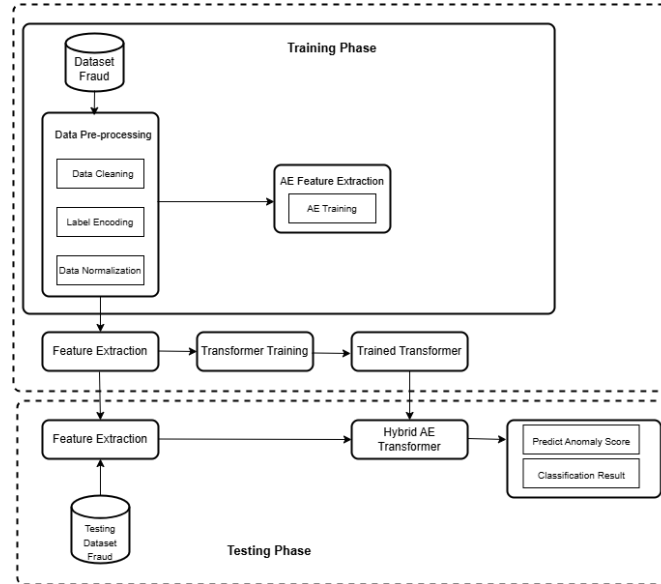 Training Phase
Dataset
Fraud
Data Pre-processing
Data Cleaning
Label Encoding
Data Normalization
AE Feature Extraction
AE Training
Feature Extraction
Transformer Training
Trained Transformer
Feature Extraction
Hybrid AE
Transformer
Predict Anomaly Score
Classification Result
Testing
Dataset
Fraud
Testing Phase